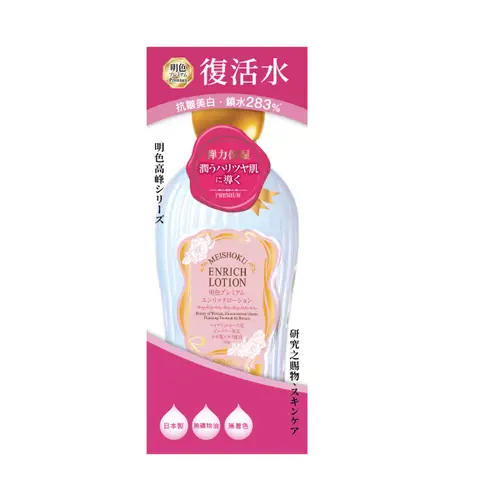 明色
プレミアム
Premium
復活水
抗皺美白・鎖水283%
弾力保湿
潤うハリツヤ肌
に導く
PREMIUM
明色高峰シリーズ
MEISHOKU
ENRICH
LOTION
明色プレミアム
エンリッチローション
研究之賜物・スキンケア
日本製
無礦物油
無着色